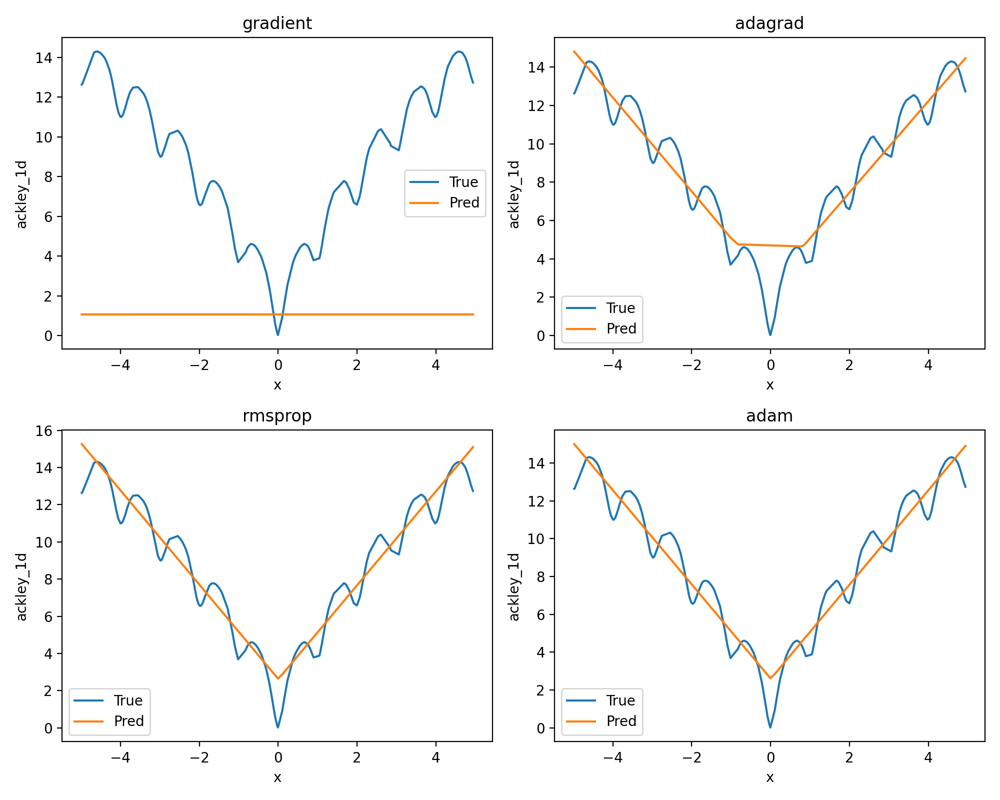 gradient
14
12
10
8
6
4
2
0
ackley_1d
True
Pred
−4 −2 0 2 4
x
adagrad
14
12
10
8
6
4
2
0
ackley_1d
True
Pred
−4 −2 0 2 4
x
rmsprop
16
14
12
10
8
6
4
2
0
ackley_1d
True
Pred
−4 −2 0 2 4
x
adam
14
12
10
8
6
4
2
0
ackley_1d
True
Pred
−4 −2 0 2 4
x